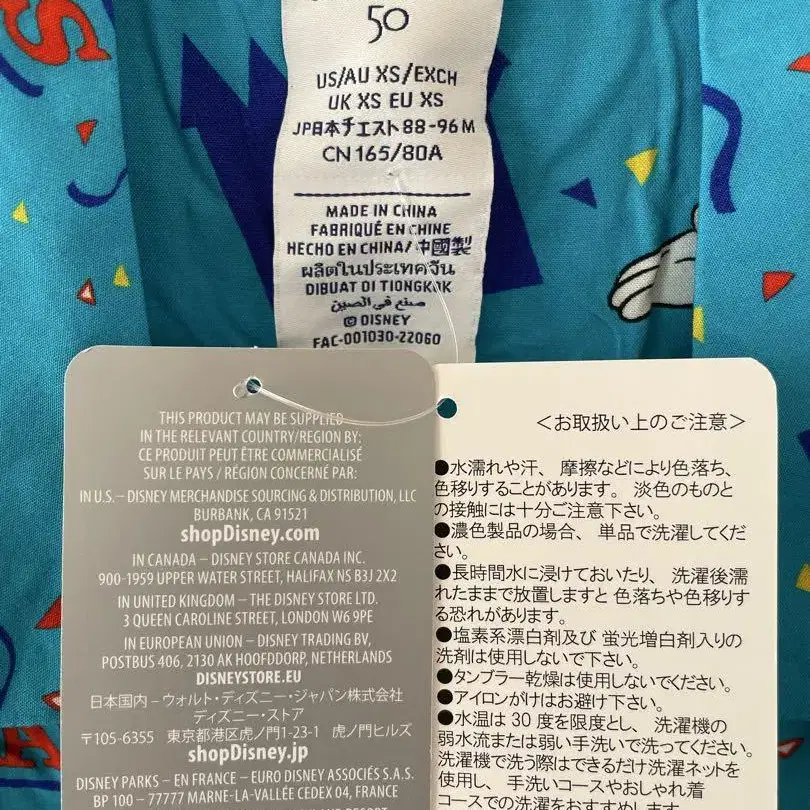 50
US/AU XS/EXCH
UK XS EU XS
JP日本チェスト88-96M
CN 165/80A
MADE IN CHINA
FABRIQUÉ EN CHINE
HECHO EN CHINA/中國製
ผลิตในประเทศจีน
DIBUAT DI TIONGKOK
صنع في الصين
© DISNEY
FAC-001030-22060
THIS PRODUCT MAY BE SUPPLIED
IN THE RELEVANT COUNTRY/REGION BY:
CE PRODUIT PEUT ÊTRE COMMERCIALISÉ
SUR LE PAYS / RÉGION CONCERNÉ PAR:
IN U.S.– DISNEY MERCHANDISE SOURCING & DISTRIBUTION, LLC
BURBANK, CA 91521
shopDisney.com
IN CANADA – DISNEY STORE CANADA INC.
900-1959 UPPER WATER STREET, HALIFAX NS B3J 2X2
IN UNITED KINGDOM – THE DISNEY STORE LTD.
3 QUEEN CAROLINE STREET, LONDON W6 9PE
IN EUROPEAN UNION – DISNEY TRADING BV,
POSTBUS 406, 2130 AK HOOFDDORP, NETHERLANDS
DISNEYSTORE.EU
日本国内 – ウォルト・ディズニー・ジャパン株式会社
ディズニー・ストア
〒105-6355 東京都港区虎ノ門1-23-1 虎ノ門ヒルズ
shopDisney.jp
DISNEY PARKS – EN FRANCE – EURO DISNEY ASSOCIÉS S.A.S.
BP 100 – 77777 MARNE-LA-VALLÉE CEDEX 04, FRANCE
<お取扱い上のご注意>
●水濡れや汗、摩擦などにより色落ち、
色移りすることがあります。淡色のものと
の接触には十分ご注意下さい。
●濃色製品の場合、単品で洗濯してくだ
さい。
●長時間水に浸けておいたり、洗濯後濡
れたままで放置しますと色落ちや色移りす
る恐れがあります。
●塩素系漂白剤及び蛍光増白剤入りの
洗剤は使用しないで下さい。
●タンブラー乾燥は使用しないでください。
●アイロンがけはお避け下さい。
●水温は30度を限度とし、洗濯機の
弱水流または弱い手洗いで洗ってください。
洗濯機で洗う際はできるだけ洗濯ネットを
使用し、手洗いコースやおしゃれ着
コースでの洗濯をおすすめします。